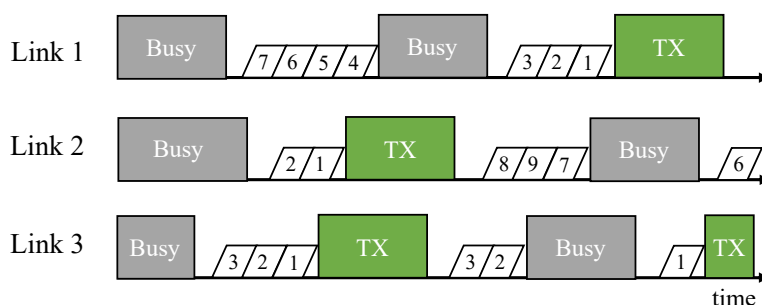 Link 1 Busy 7 6 5 4 Busy 3 2 1 TX
Link 2 Busy 2 1 TX 8 9 7 Busy 6
Link 3 Busy 3 2 1 TX 3 2 Busy 1 TX
time